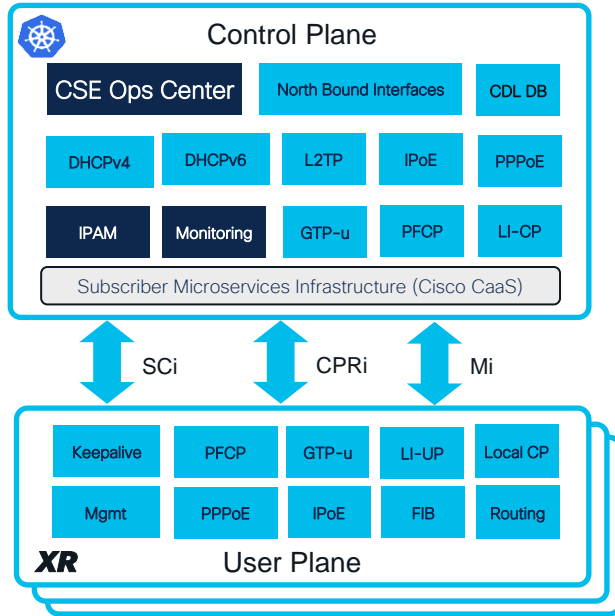 Control Plane
CSE Ops Center
North Bound Interfaces
CDL DB
DHCPv4
DHCPv6
L2TP
IPoE
PPPoE
IPAM
Monitoring
GTP-u
PFCP
LI-CP
Subscriber Microservices Infrastructure (Cisco CaaS)
SCi
CPRi
Mi
Keepalive
PFCP
GTP-u
LI-UP
Local CP
Mgmt
PPPoE
IPoE
FIB
Routing
XR
User Plane